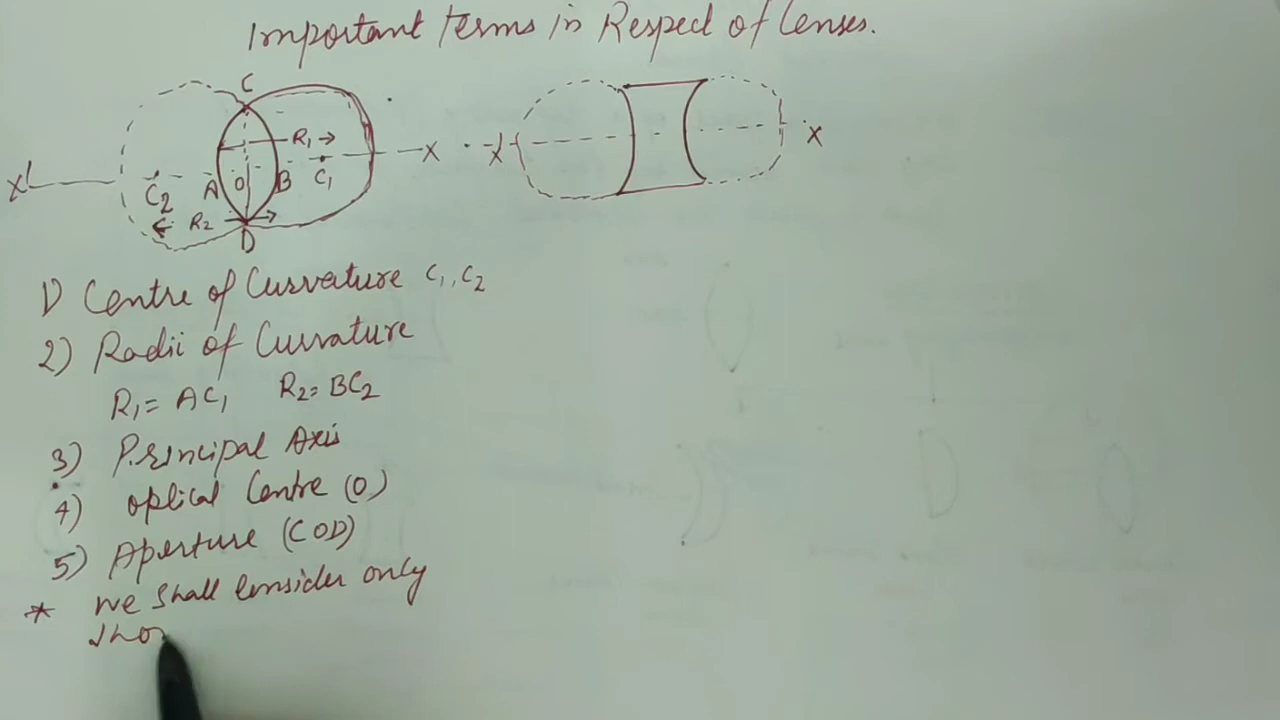 Important terms in Respect of Lenses.
C
R₁ →
X
X
X
X'
C₂
A
O
B
C₁
← R₂ →
D
1) Centre of Curvature C₁, C₂
2) Radii of Curvature
R₁ = AC₁ R₂ = BC₂
3) Principal Axis
4) Optical Centre (O)
5) Aperture (COD)
* we shall Consider only
tho